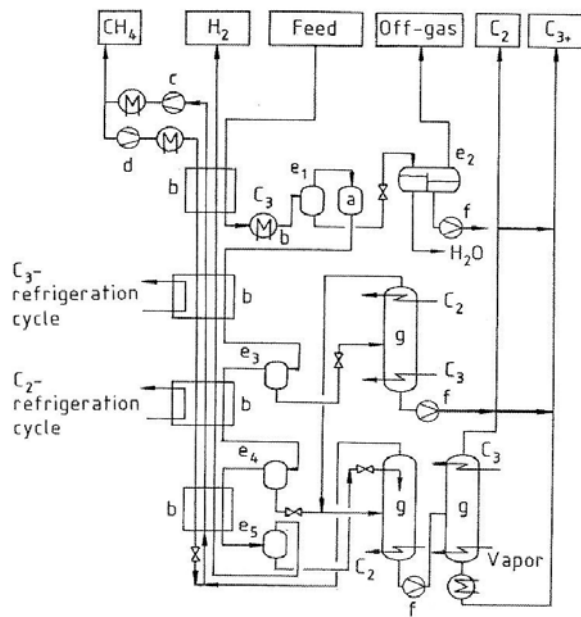 CH₄
H₂
Feed
Off-gas
C₂
C₃₊
c
d
b
e₁
a
e₂
C₃
b
f
H₂O
C₃-
refrigeration
cycle
b
C₂
g
e₃
C₃
f
C₂-
refrigeration
cycle
b
e₄
C₃
b
g
g
e₅
C₂
Vapor
f